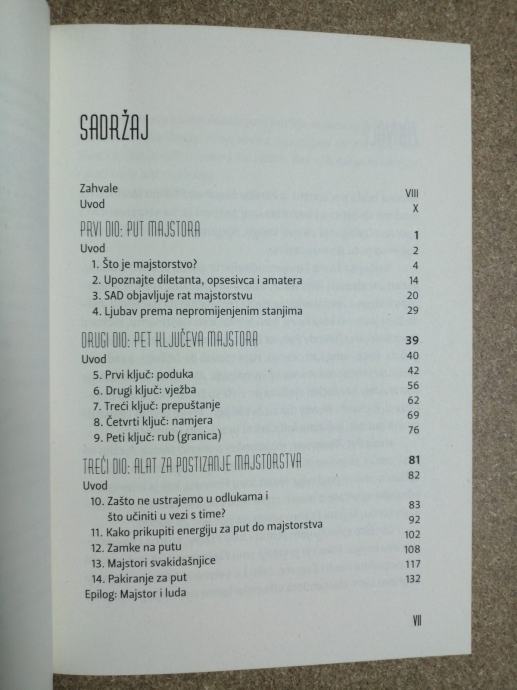 SADRŽAJ
Zahvale VIII
Uvod X
PRVI DIO: PUT MAJSTORA 1
Uvod 2
1. Što je majstorstvo? 4
2. Upoznajte diletanta, opsesivca i amatera 14
3. SAD objavljuje rat majstorstvu 20
4. Ljubav prema nepromijenjenim stanjima 29
DRUGI DIO: PET KLJUČEVA MAJSTORA 39
Uvod 40
5. Prvi ključ: poduka 42
6. Drugi ključ: vježba 56
7. Treći ključ: prepuštanje 62
8. Četvrti ključ: namjera 69
9. Peti ključ: rub (granica) 76
TREĆI DIO: ALAT ZA POSTIZANJE MAJSTORSTVA 81
Uvod 82
10. Zašto ne ustrajemo u odlukama i
što učiniti u vezi s time? 83
11. Kako prikupiti energiju za put do majstorstva 92
12. Zamke na putu 102
13. Majstori svakidašnjice 108
14. Pakiranje za put 117
Epilog: Majstor i luda 132
VII